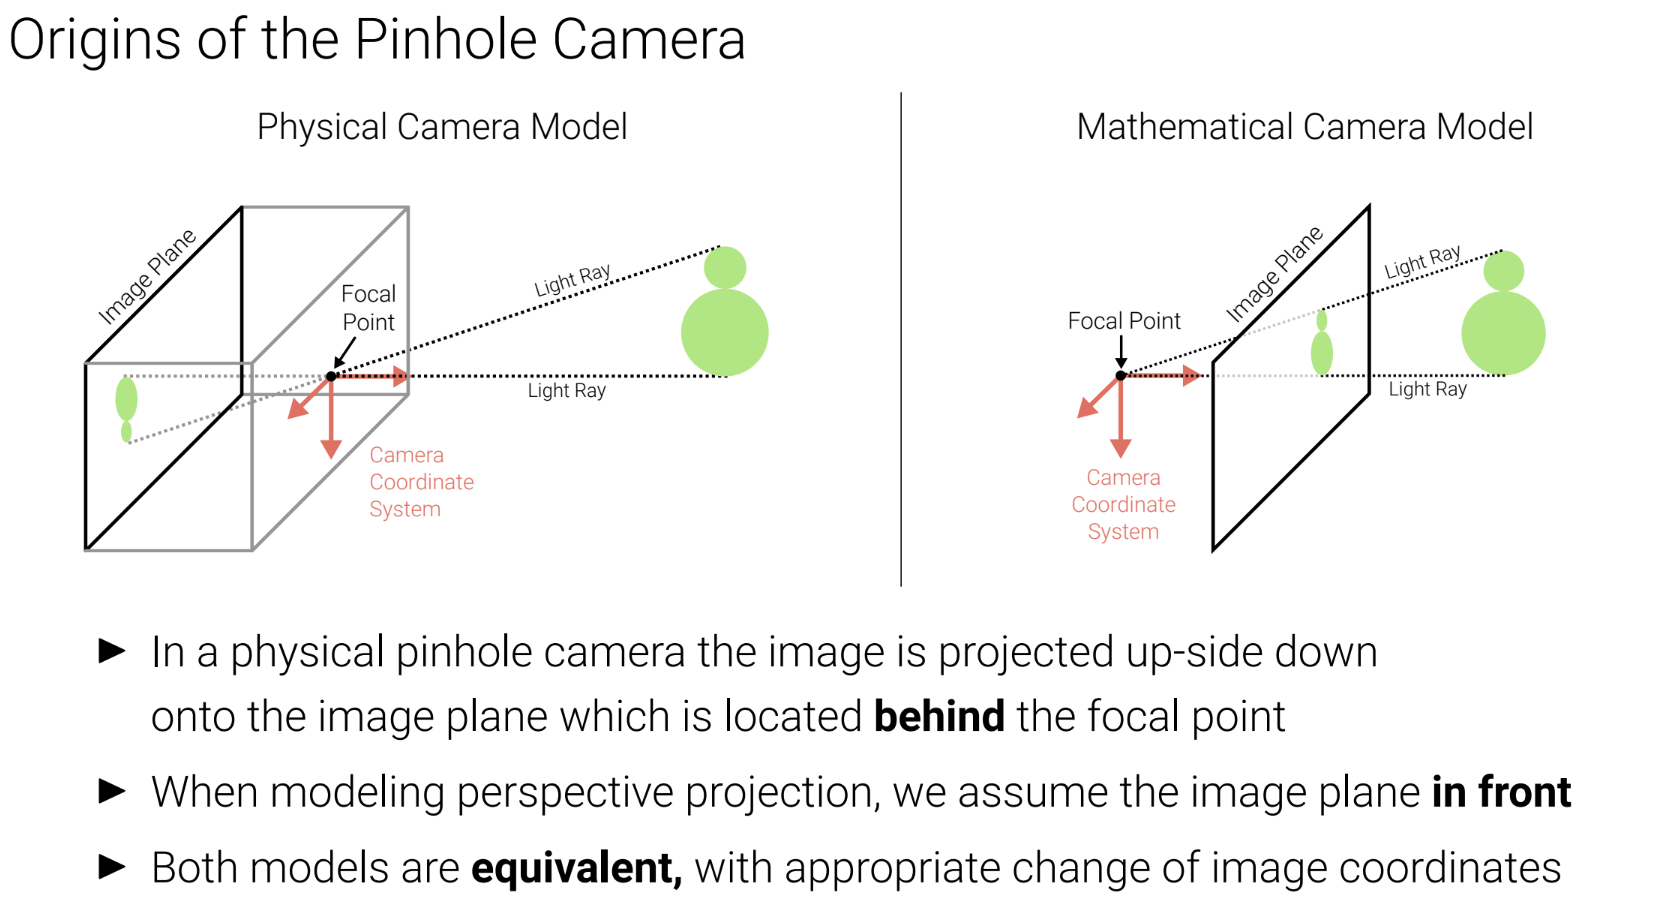 Origins of the Pinhole Camera
Physical Camera Model
Image Plane
Focal
Point
Light Ray
Light Ray
Camera
Coordinate
System
Mathematical Camera Model
Image Plane
Focal Point
Light Ray
Light Ray
Camera
Coordinate
System
► In a physical pinhole camera the image is projected up-side down
onto the image plane which is located behind the focal point
► When modeling perspective projection, we assume the image plane in front
► Both models are equivalent, with appropriate change of image coordinates